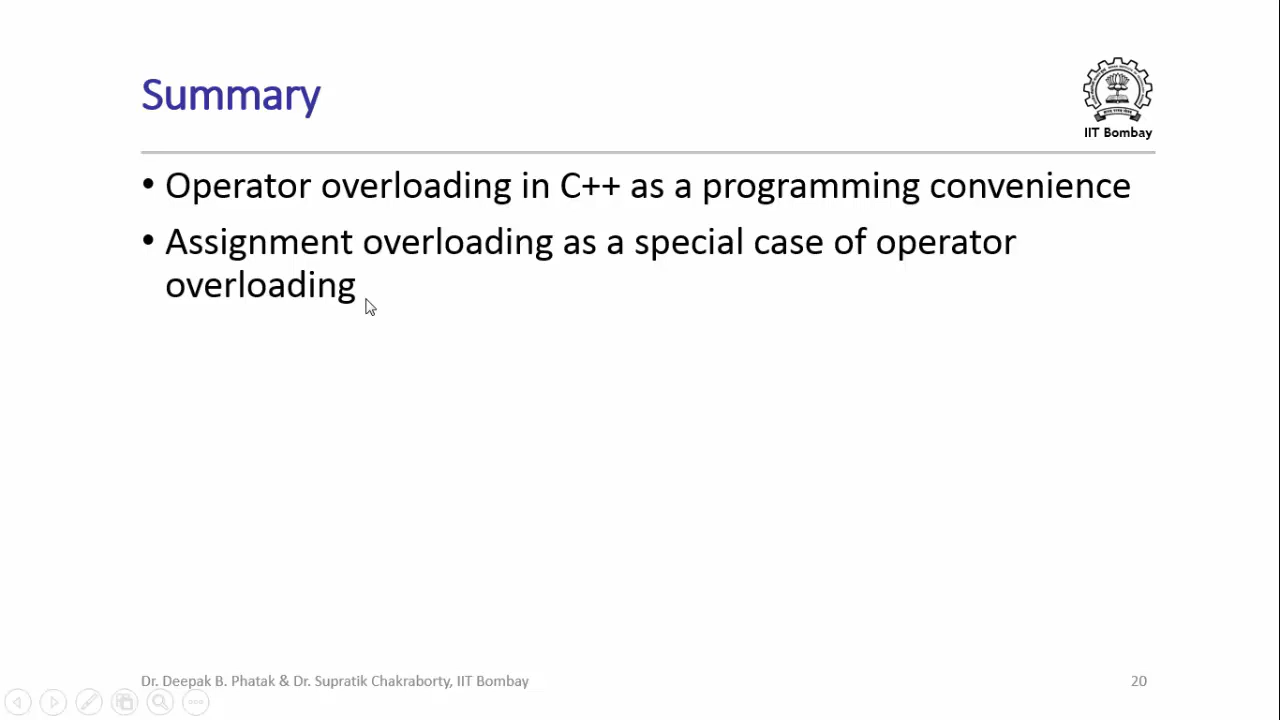 Summary
IIT Bombay
• Operator overloading in C++ as a programming convenience
• Assignment overloading as a special case of operator
overloading
Dr. Deepak B. Phatak & Dr. Supratik Chakraborty, IIT Bombay
20